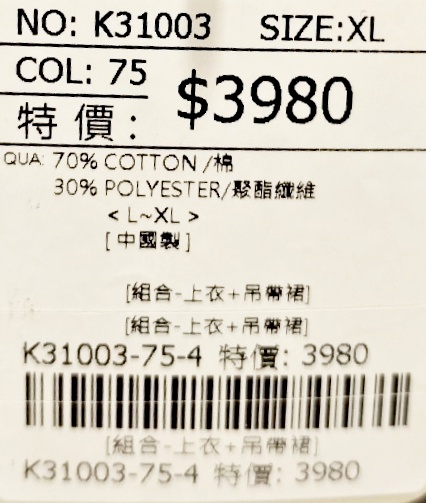 NO: K31003 SIZE:XL
COL: 75
特價: $3980
QUA: 70% COTTON/棉
30% POLYESTER/聚酯纖維
< L~XL >
[中國製]
[組合-上衣+吊帶裙]
[組合-上衣+吊帶裙]
K31003-75-4 特價: 3980
[組合-上衣+吊帶裙]
K31003-75-4 特價: 3980